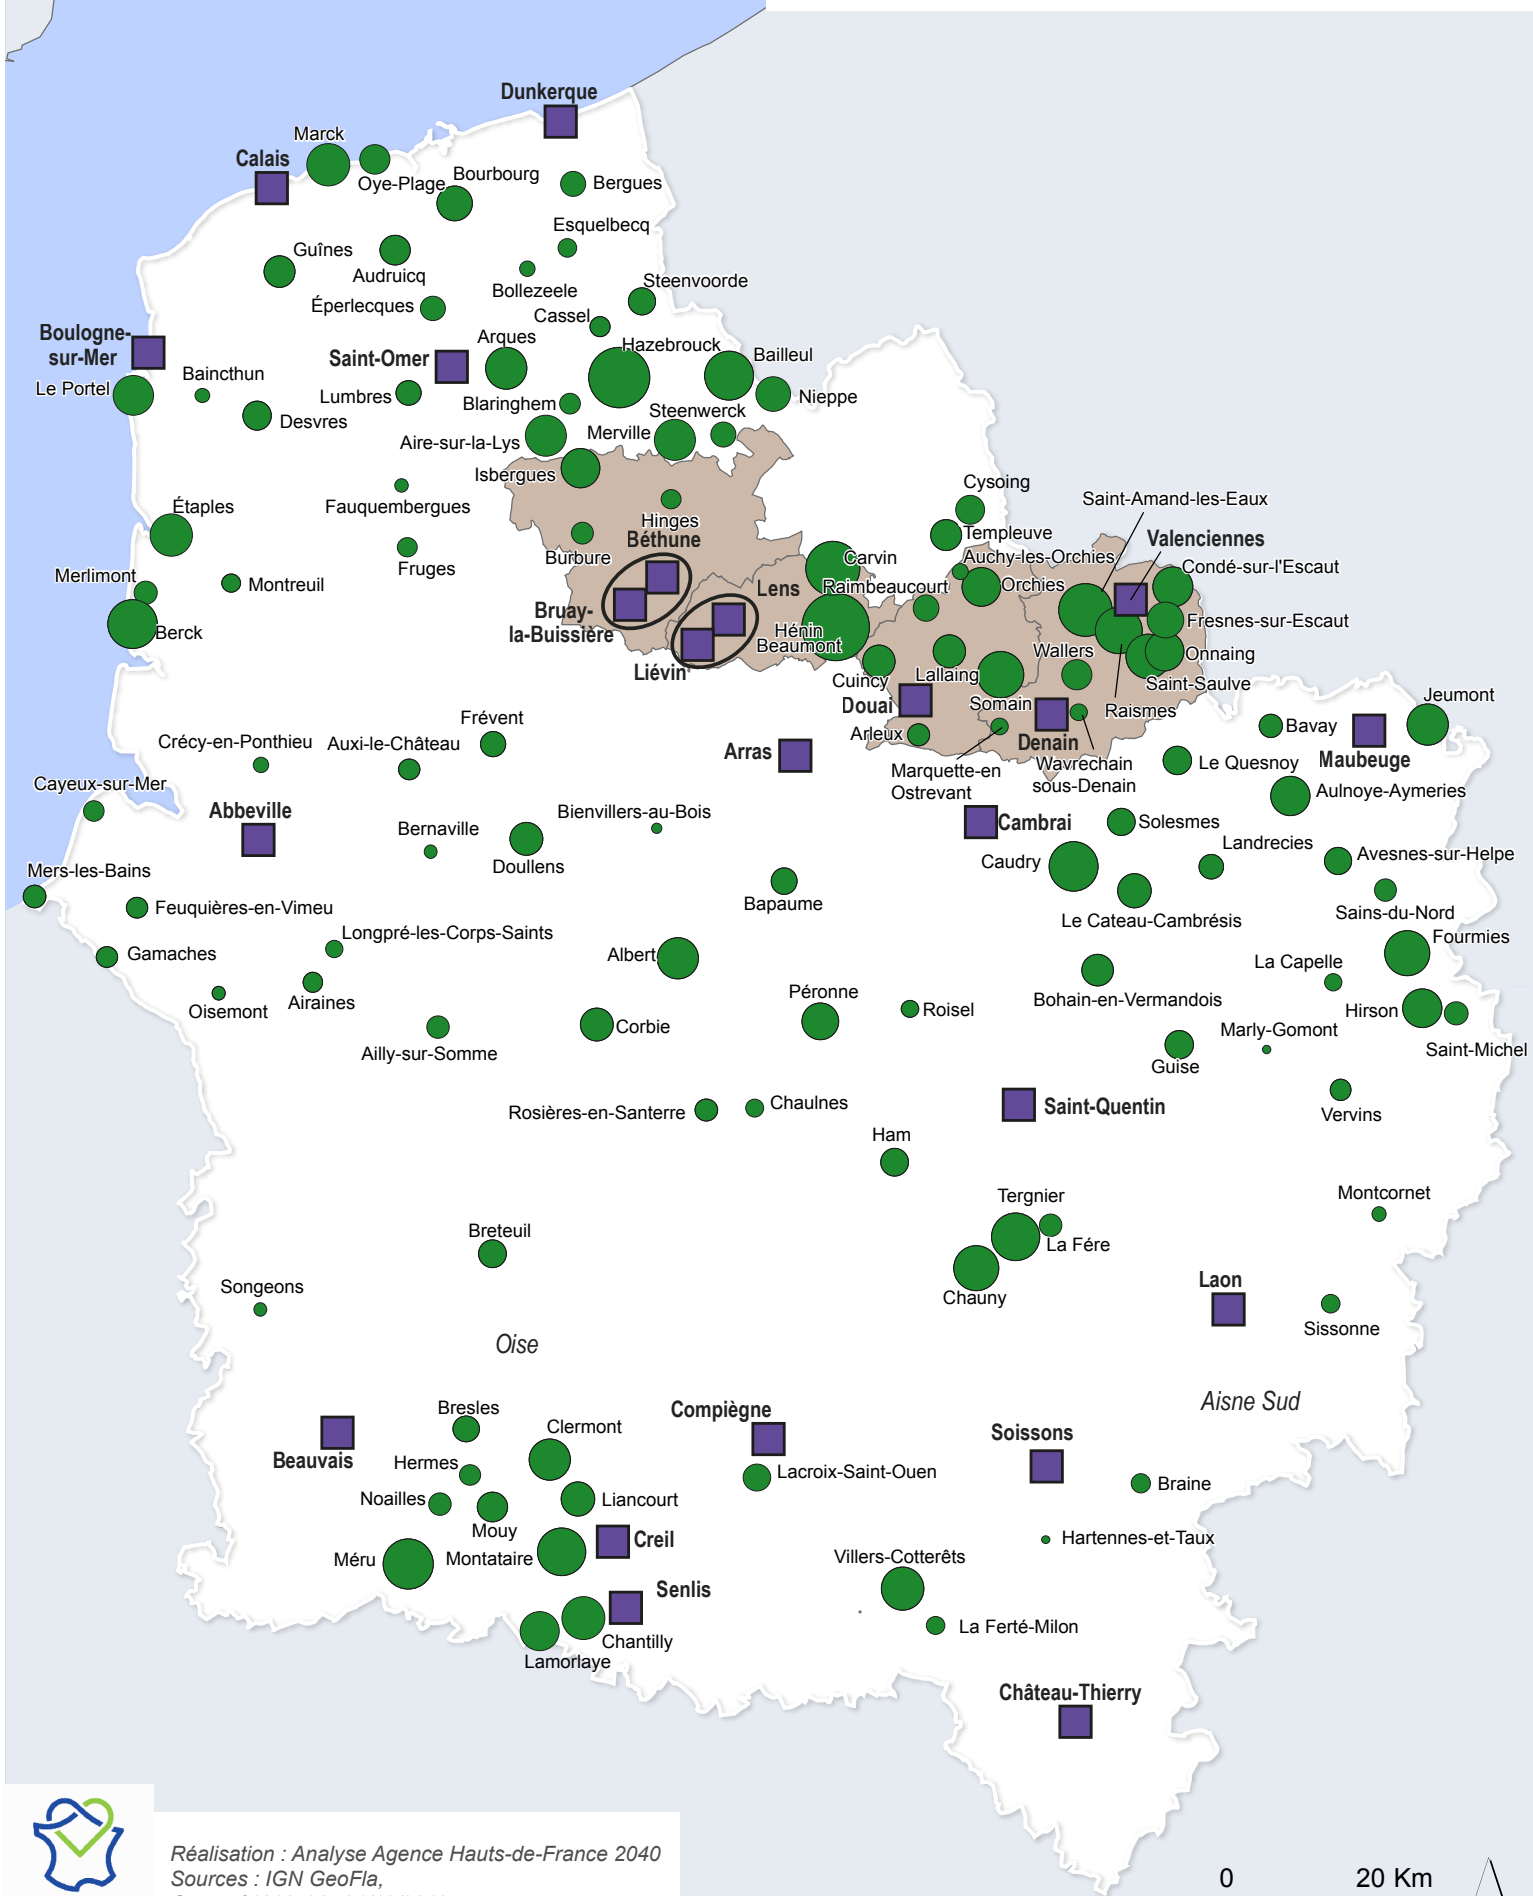 Dunkerque
Marck
Calais
Oye-Plage
Bourbourg
Bergues
Esquelbecq
Guînes
Audruicq
Bollezeele
Steenvoorde
Éperlecques
Cassel
Boulogne-
sur-Mer
Saint-Omer
Arques
Hazebrouck
Bailleul
Le Portel
Baincthun
Lumbres
Blaringhem
Nieppe
Desvres
Steenwerck
Aire-sur-la-Lys
Merville
Isbergues
Fauquembergues
Étaples
Hinges
Béthune
Burbure
Fruges
Cysoing
Templeuve
Saint-Amand-les-Eaux
Valenciennes
Merlimont
Montreuil
Carvin
Auchy-les-Orchies
Condé-sur-l'Escaut
Lens
Raimbeaucourt
Orchies
Berck
Bruay-
la-Buissière
Hénin
Beaumont
Fresnes-sur-Escaut
Liévin
Cuincy
Lallaing
Wallers
Onnaing
Saint-Saulve
Douai
Somain
Raismes
Jeumont
Arleux
Denain
Bavay
Maubeuge
Frévent
Crécy-en-Ponthieu
Auxi-le-Château
Arras
Marquette-en
Ostrevant
Wavrechain
sous-Denain
Le Quesnoy
Cayeux-sur-Mer
Abbeville
Bienvillers-au-Bois
Aulnoye-Aymeries
Bernaville
Cambrai
Solesmes
Doullens
Caudry
Landrecies
Avesnes-sur-Helpe
Mers-les-Bains
Feuquières-en-Vimeu
Bapaume
Le Cateau-Cambrésis
Sains-du-Nord
Longpré-les-Corps-Saints
Fourmies
Gamaches
Albert
La Capelle
Oisemont
Airaines
Péronne
Bohain-en-Vermandois
Roisel
Hirson
Ailly-sur-Somme
Corbie
Marly-Gomont
Saint-Michel
Guise
Rosières-en-Santerre
Chaulnes
Saint-Quentin
Vervins
Ham
Tergnier
Montcornet
Breteuil
La Fére
Songeons
Chauny
Laon
Sissonne
Oise
Aisne Sud
Bresles
Compiègne
Clermont
Soissons
Beauvais
Hermes
Lacroix-Saint-Ouen
Braine
Noailles
Liancourt
Mouy
Creil
Hartennes-et-Taux
Méru
Montataire
Villers-Cotterêts
Senlis
Chantilly
La Ferté-Milon
Lamorlaye
Château-Thierry
Réalisation : Analyse Agence Hauts-de-France 2040
Sources : IGN GeoFla,
0 20 Km